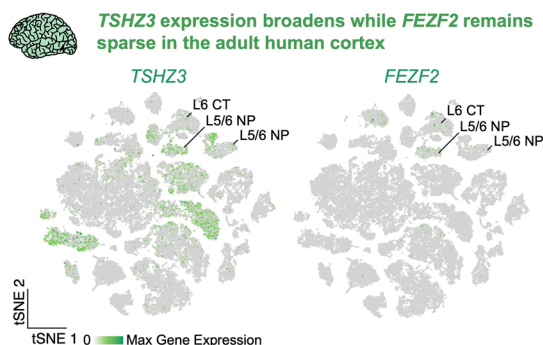 TSHZ3 expression broadens while FEZF2 remains
sparse in the adult human cortex
TSHZ3
FEZF2
L6 CT
L5/6 NP
L5/6 NP
L6 CT
L5/6 NP
L5/6 NP
tSNE 2
tSNE 1
0 Max Gene Expression